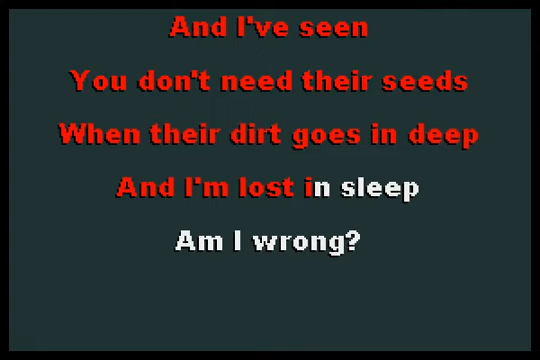 And I've seen
You don't need their seeds
When their dirt goes in deep
And I'm lost in sleep
Am I wrong?